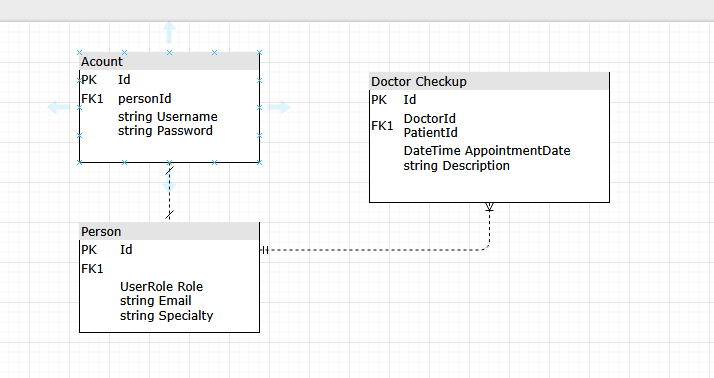 Acount
PK Id
FK1 personId
string Username
string Password
Doctor Checkup
PK Id
FK1 DoctorId
PatientId
DateTime AppointmentDate
string Description
Person
PK Id
FK1
UserRole Role
string Email
string Specialty